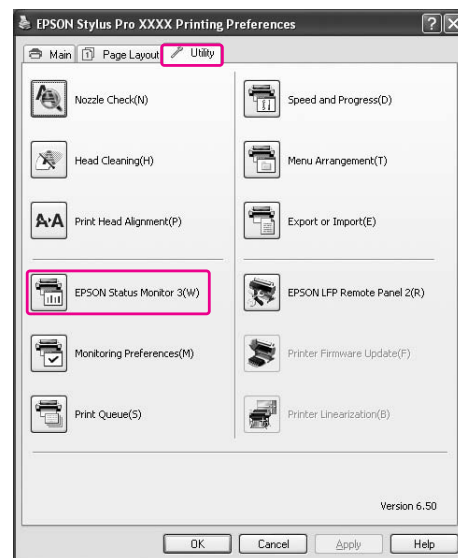 EPSON Stylus Pro XXXX Printing Preferences
Main Page Layout Utility
Nozzle Check(N)
Speed and Progress(D)
Head Cleaning(H)
Menu Arrangement(T)
Print Head Alignment(P)
Export or Import(E)
EPSON Status Monitor 3(W)
EPSON LFP Remote Panel 2(R)
Monitoring Preferences(M)
Printer Firmware Update(F)
Print Queue(S)
Printer Linearization(B)
Version 6.50
OK Cancel Apply Help